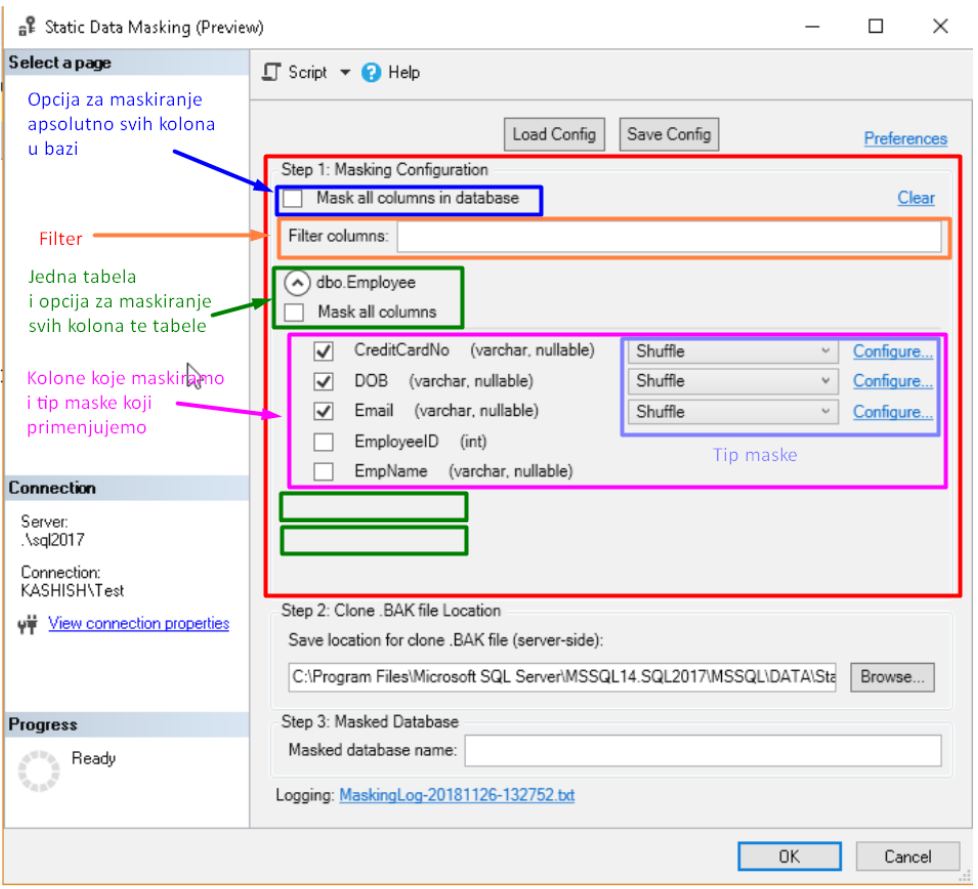 Static Data Masking (Preview)
Select a page
Opcija za maskiranje
apsolutno svih kolona
u bazi
Filter
Jedna tabela
i opcija za maskiranje
svih kolona te tabele
Kolone koje maskiramo
i tip maske koji
primenjujemo
Connection
Server:
.\sql2017
Connection:
KASHISH\Test
View connection properties
Progress
Ready
Script Help
Load Config Save Config Preferences
Step 1: Masking Configuration
Mask all columns in database Clear
Filter columns:
dbo.Employee
Mask all columns
CreditCardNo (varchar, nullable) Shuffle Configure...
DOB (varchar, nullable) Shuffle Configure...
Email (varchar, nullable) Shuffle Configure...
EmployeeID (int)
EmpName (varchar, nullable)
Tip maske
Step 2: Clone .BAK file Location
Save location for clone .BAK file (server-side):
C:\Program Files\Microsoft SQL Server\MSSQL14.SQL2017\MSSQL\DATA\Sta Browse...
Step 3: Masked Database
Masked database name:
Logging: MaskingLog-20181126-132752.txt
OK Cancel